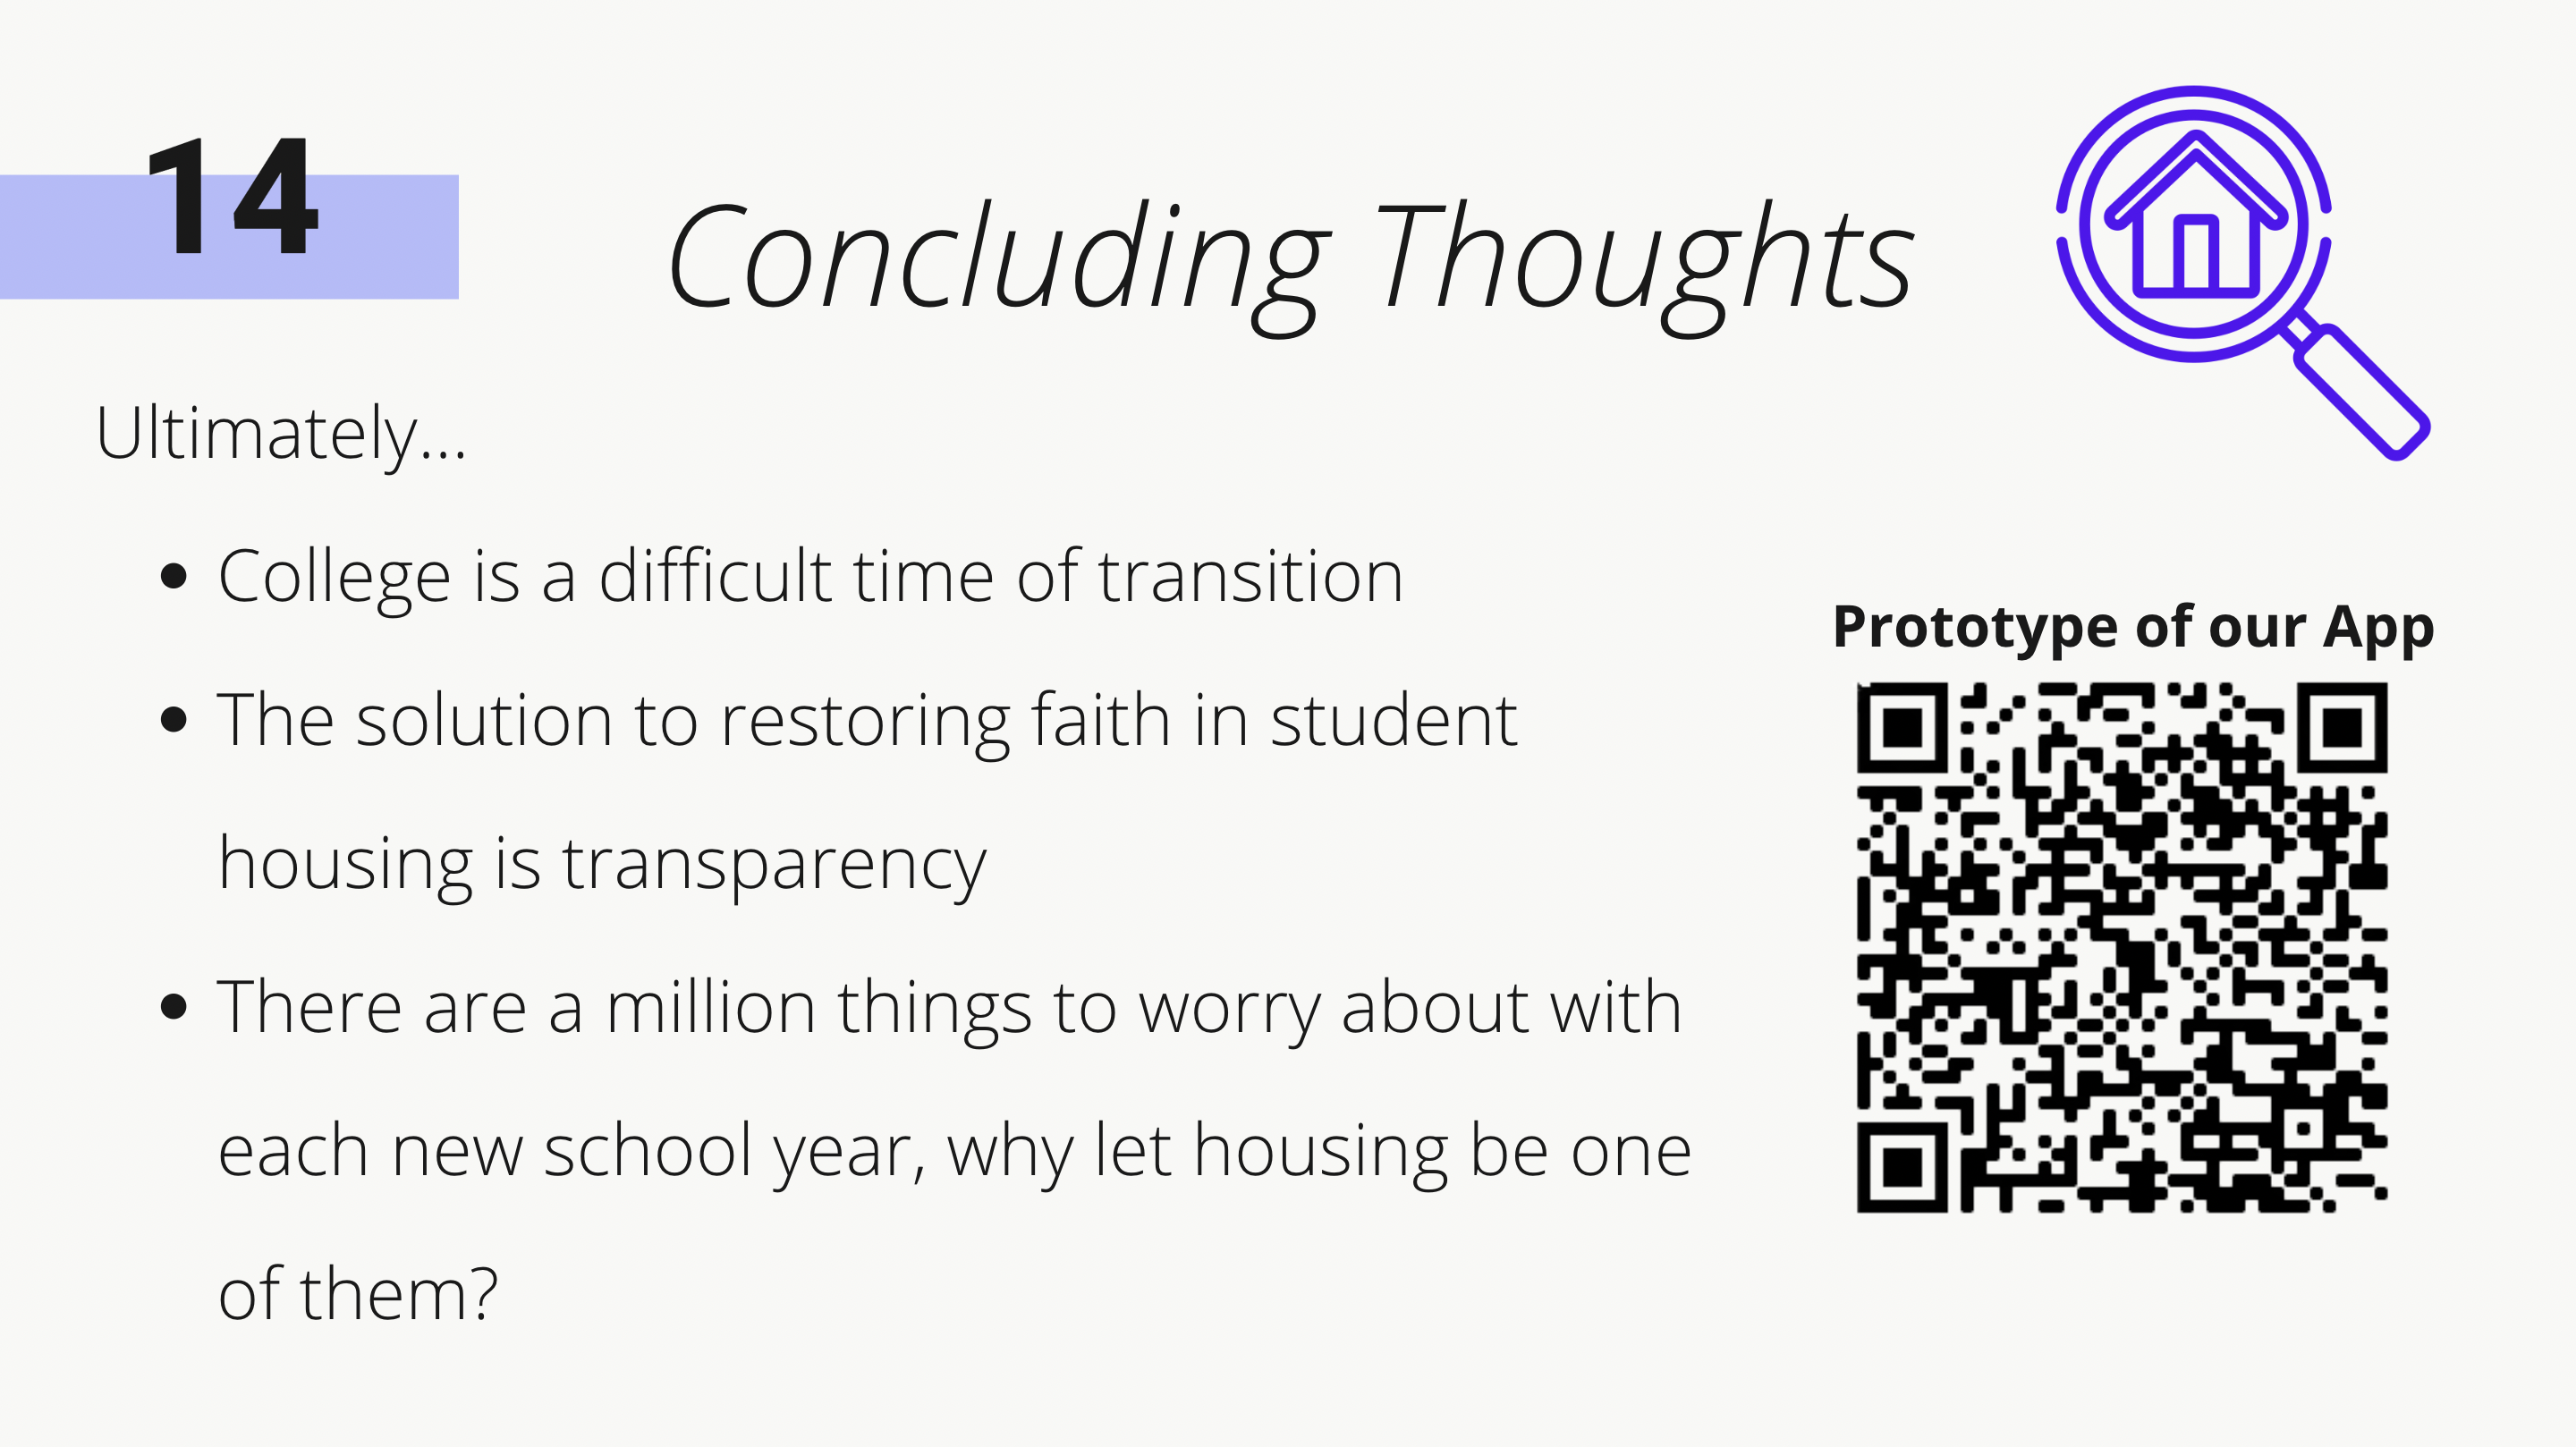 14
Concluding Thoughts
Ultimately...
• College is a difficult time of transition
• The solution to restoring faith in student
housing is transparency
• There are a million things to worry about with
each new school year, why let housing be one
of them?
Prototype of our App